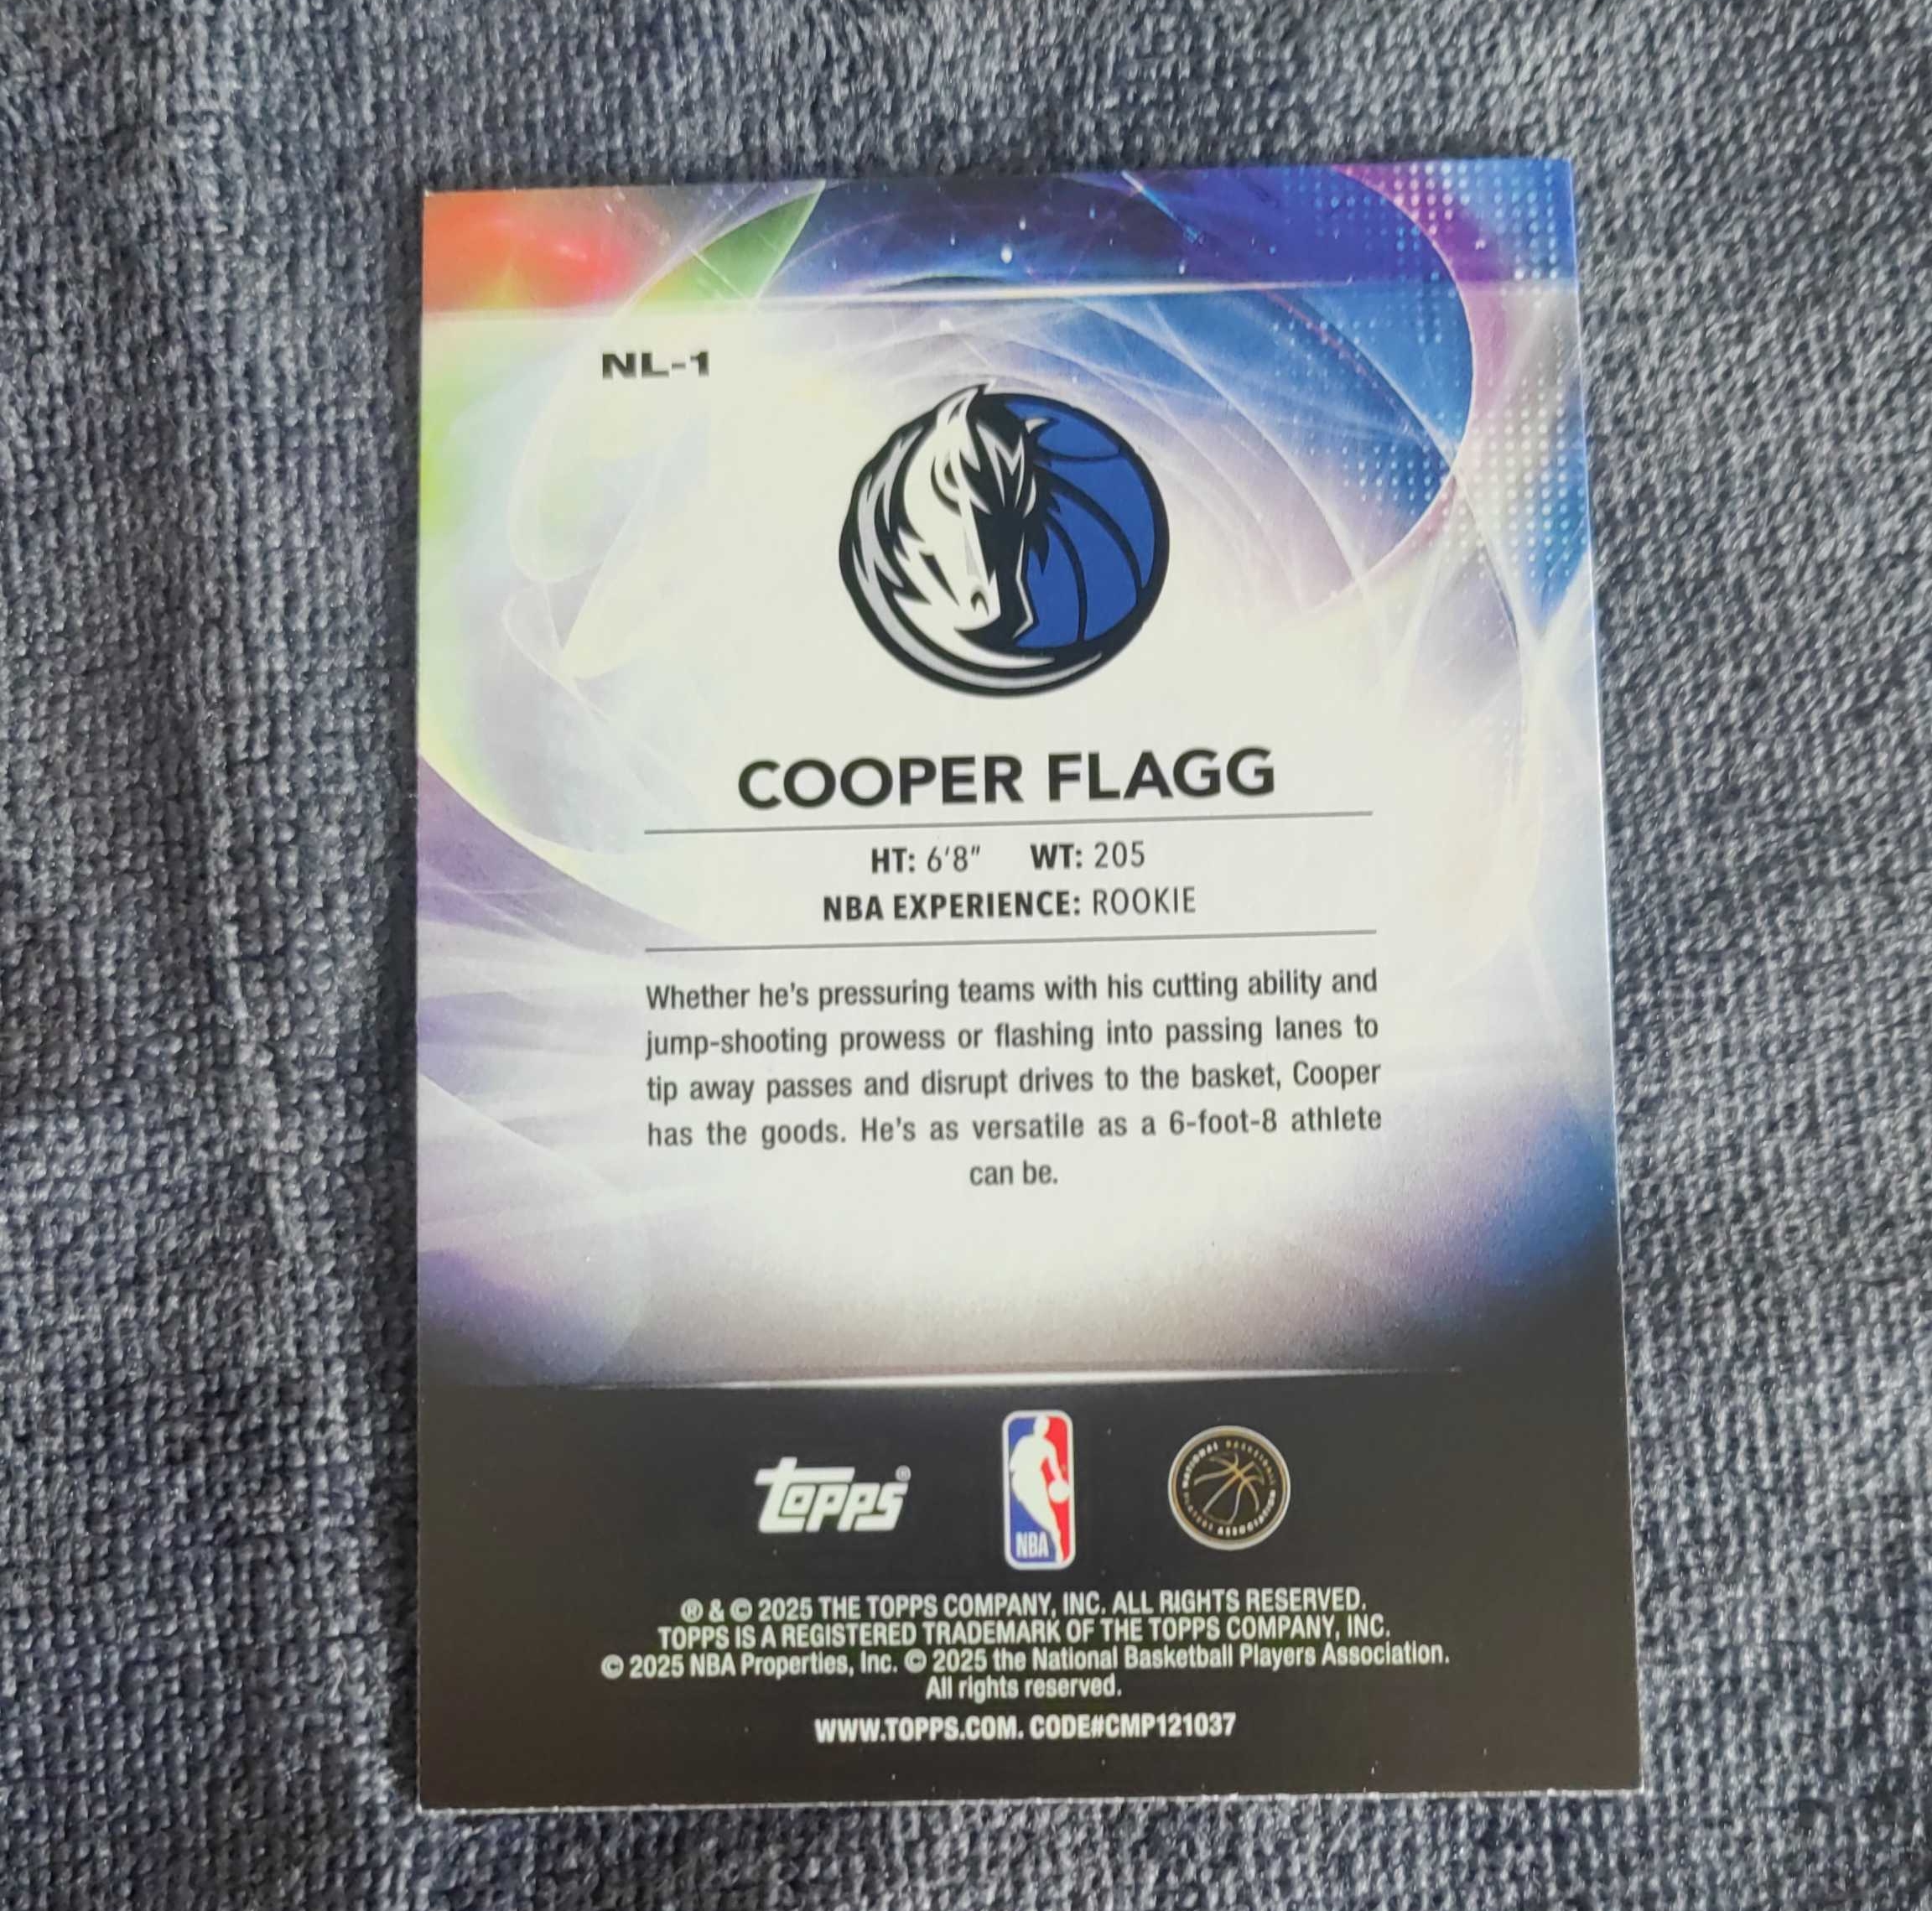 NL-1
COOPER FLAGG
HT: 6'8" WT: 205
NBA EXPERIENCE: ROOKIE
Whether he's pressuring teams with his cutting ability and
jump-shooting prowess or flashing into passing lanes to
tip away passes and disrupt drives to the basket, Cooper
has the goods. He's as versatile as a 6-foot-8 athlete
can be.
topps®
NBA
NATIONAL BASKETBALL PLAYERS ASSOCIATION
® & © 2025 THE TOPPS COMPANY, INC. ALL RIGHTS RESERVED.
TOPPS IS A REGISTERED TRADEMARK OF THE TOPPS COMPANY, INC.
© 2025 NBA Properties, Inc. © 2025 the National Basketball Players Association.
All rights reserved.
WWW.TOPPS.COM. CODE#CMP121037